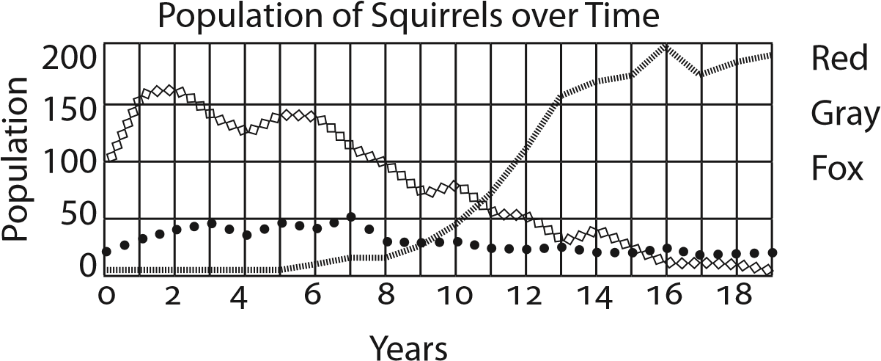 Population of Squirrels over Time
Population
200
150
100
50
0
0 2 4 6 8 10 12 14 16 18
Years
Red
Gray
Fox